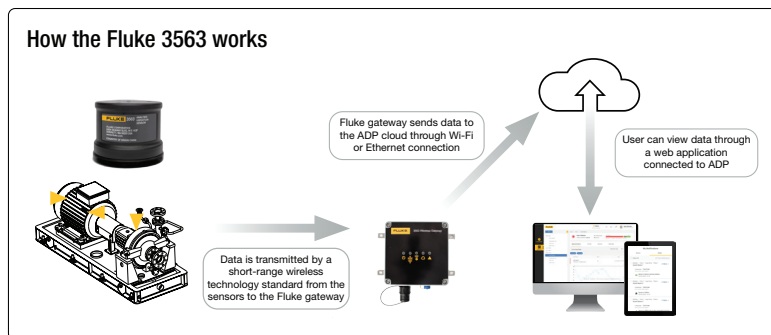 How the Fluke 3563 works
FLUKE
Fluke gateway sends data to
the ADP cloud through Wi-Fi
or Ethernet connection
User can view data through
a web application
connected to ADP
FLUKE
Data is transmitted by a
short-range wireless
technology standard from the
sensors to the Fluke gateway